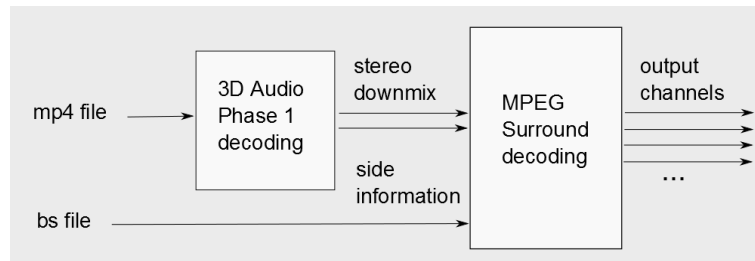 mp4 file
3D Audio
Phase 1
decoding
stereo
downmix
side
information
bs file
MPEG
Surround
decoding
output
channels
...